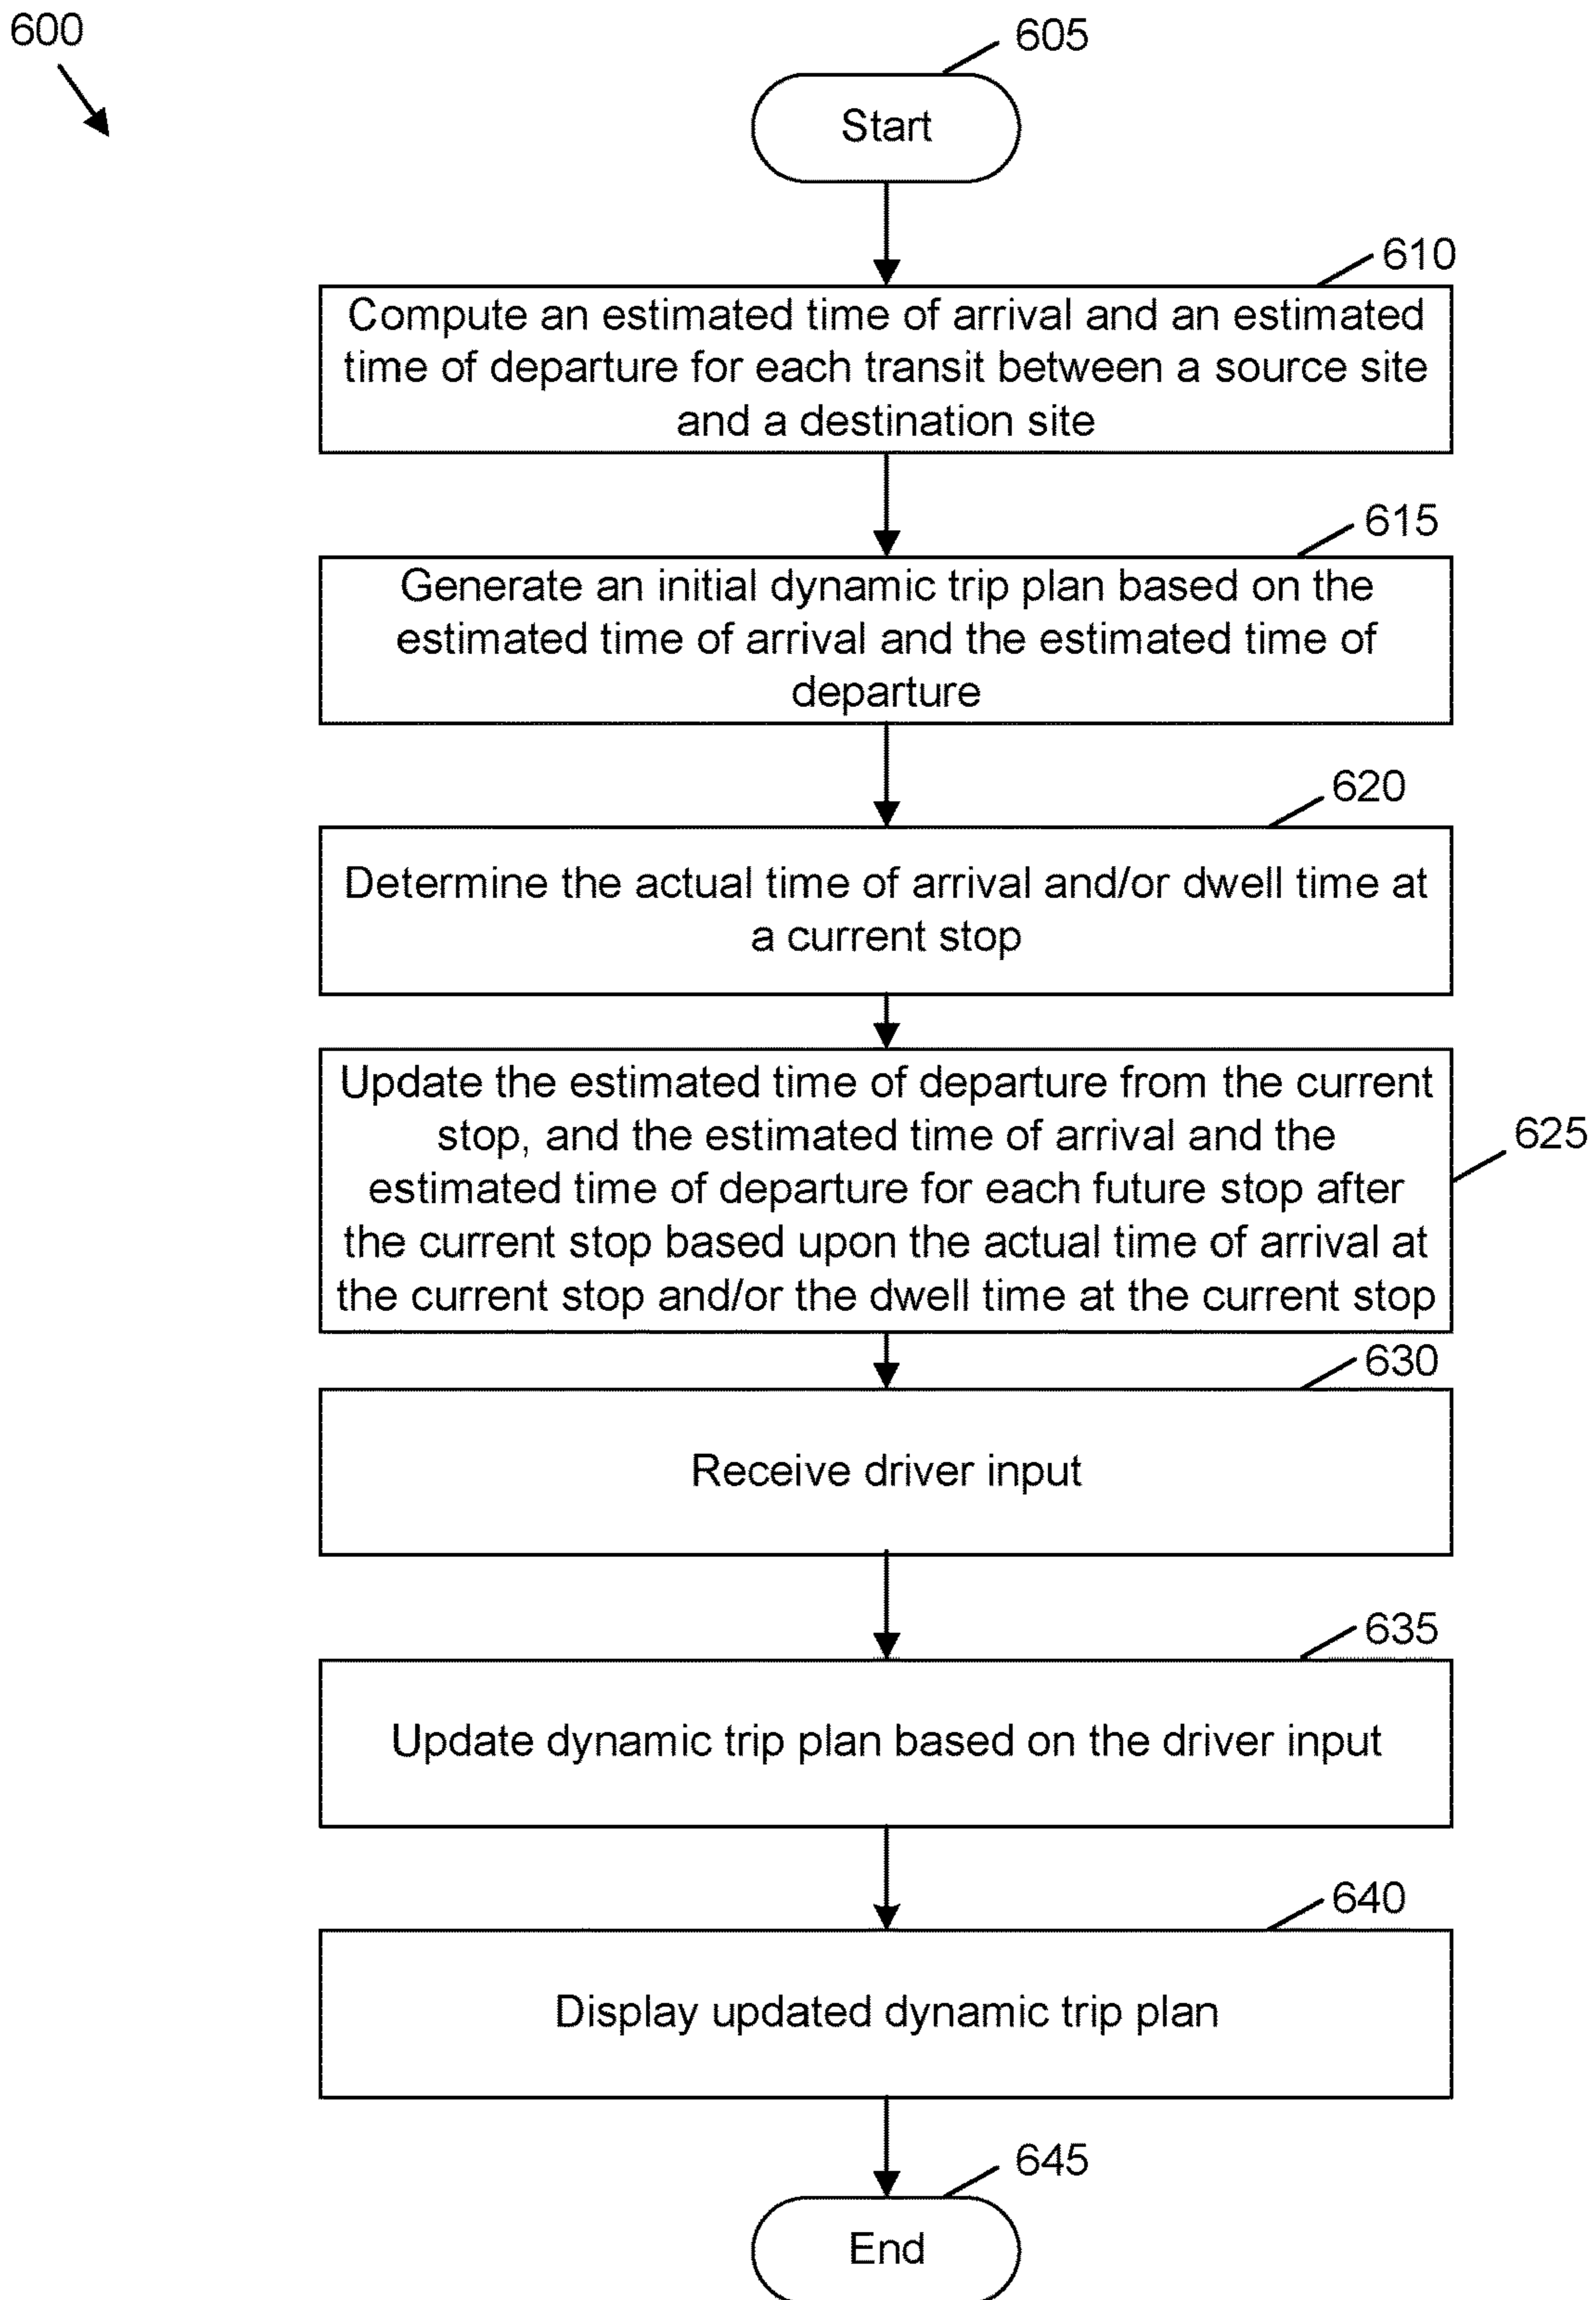 600
605
Start
610
Compute an estimated time of arrival and an estimated
time of departure for each transit between a source site
and a destination site
615
Generate an initial dynamic trip plan based on the
estimated time of arrival and the estimated time of
departure
620
Determine the actual time of arrival and/or dwell time at
a current stop
Update the estimated time of departure from the current
stop, and the estimated time of arrival and the
estimated time of departure for each future stop after
the current stop based upon the actual time of arrival at
the current stop and/or the dwell time at the current stop
625
630
Receive driver input
635
Update dynamic trip plan based on the driver input
640
Display updated dynamic trip plan
645
End